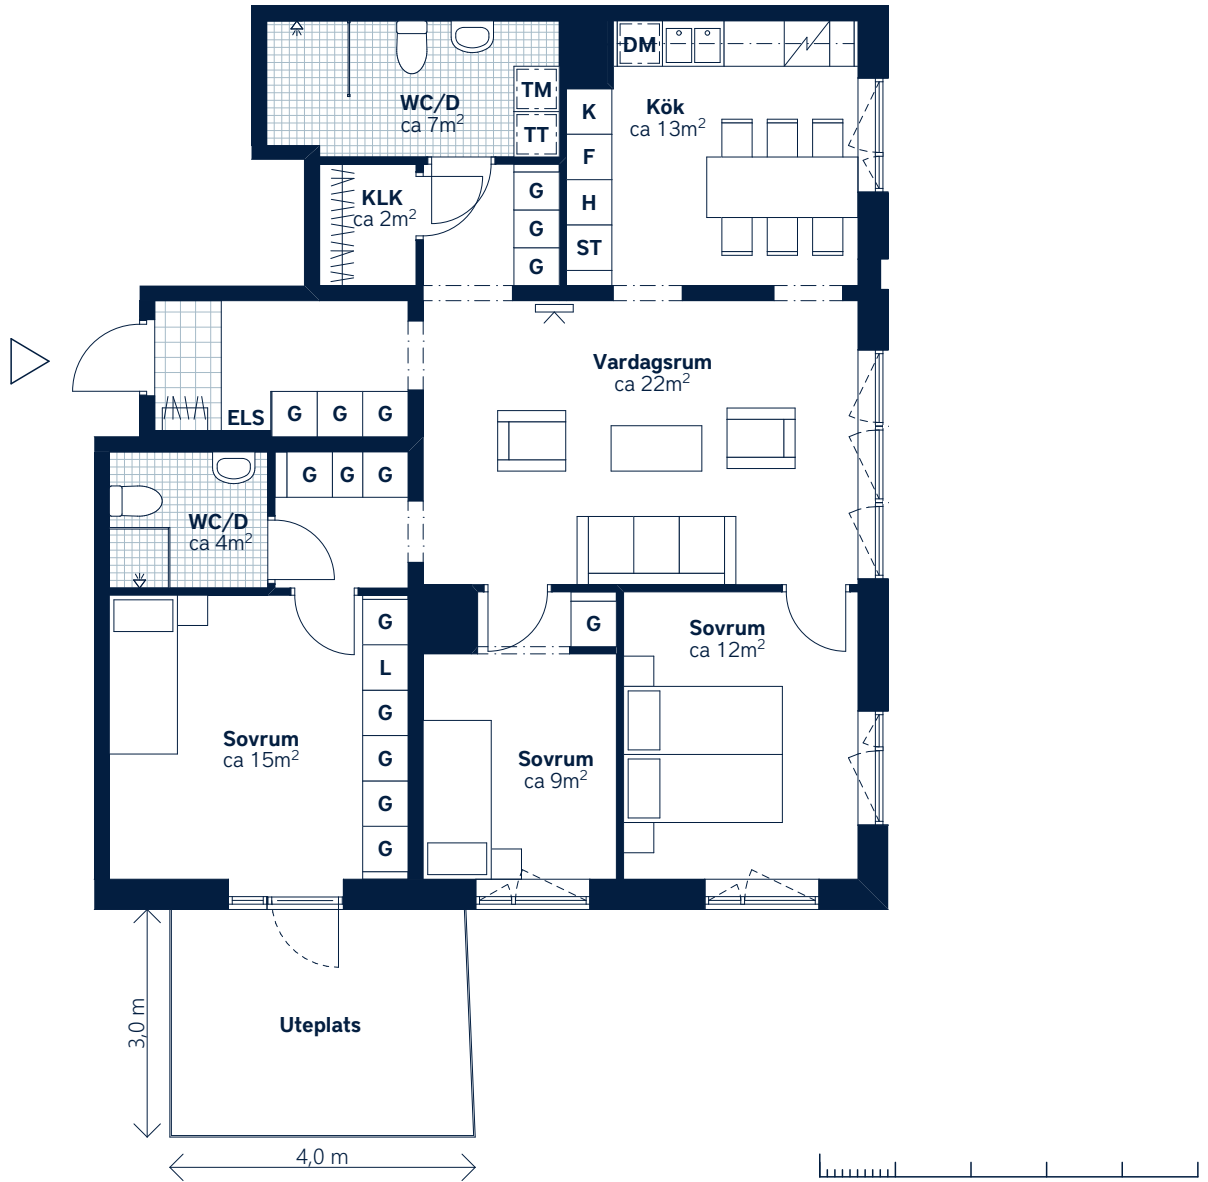 DM
TM
WC/D
ca 7m²
TT
K
Kök
ca 13m²
F
G
KLK
ca 2m²
H
G
ST
G
Vardagsrum
ca 22m²
ELS
G
G
G
G
G
G
WC/D
ca 4m²
G
G
Sovrum
ca 12m²
L
G
Sovrum
ca 15m²
G
Sovrum
ca 9m²
G
G
Uteplats
3,0 m
4,0 m